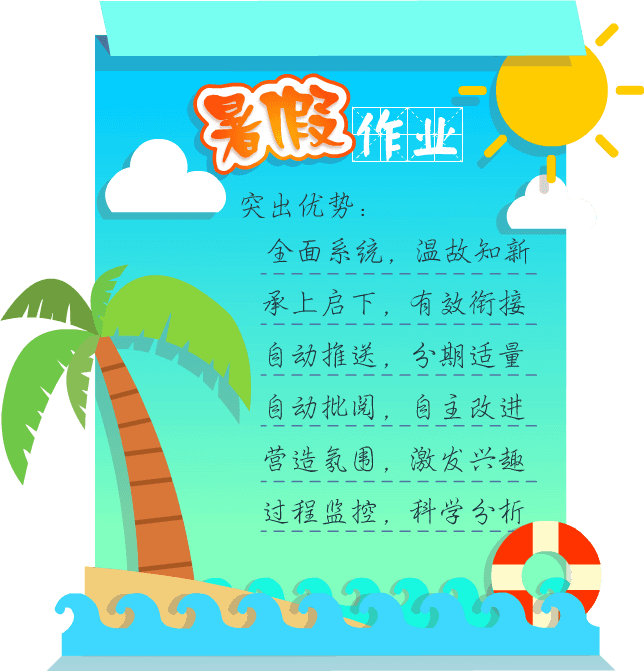 暑假作业
突出优势：
全面系统，温故知新
承上启下，有效衔接
自动推送，分期适量
自动批阅，自主改进
营造氛围，激发兴趣
过程监控，科学分析